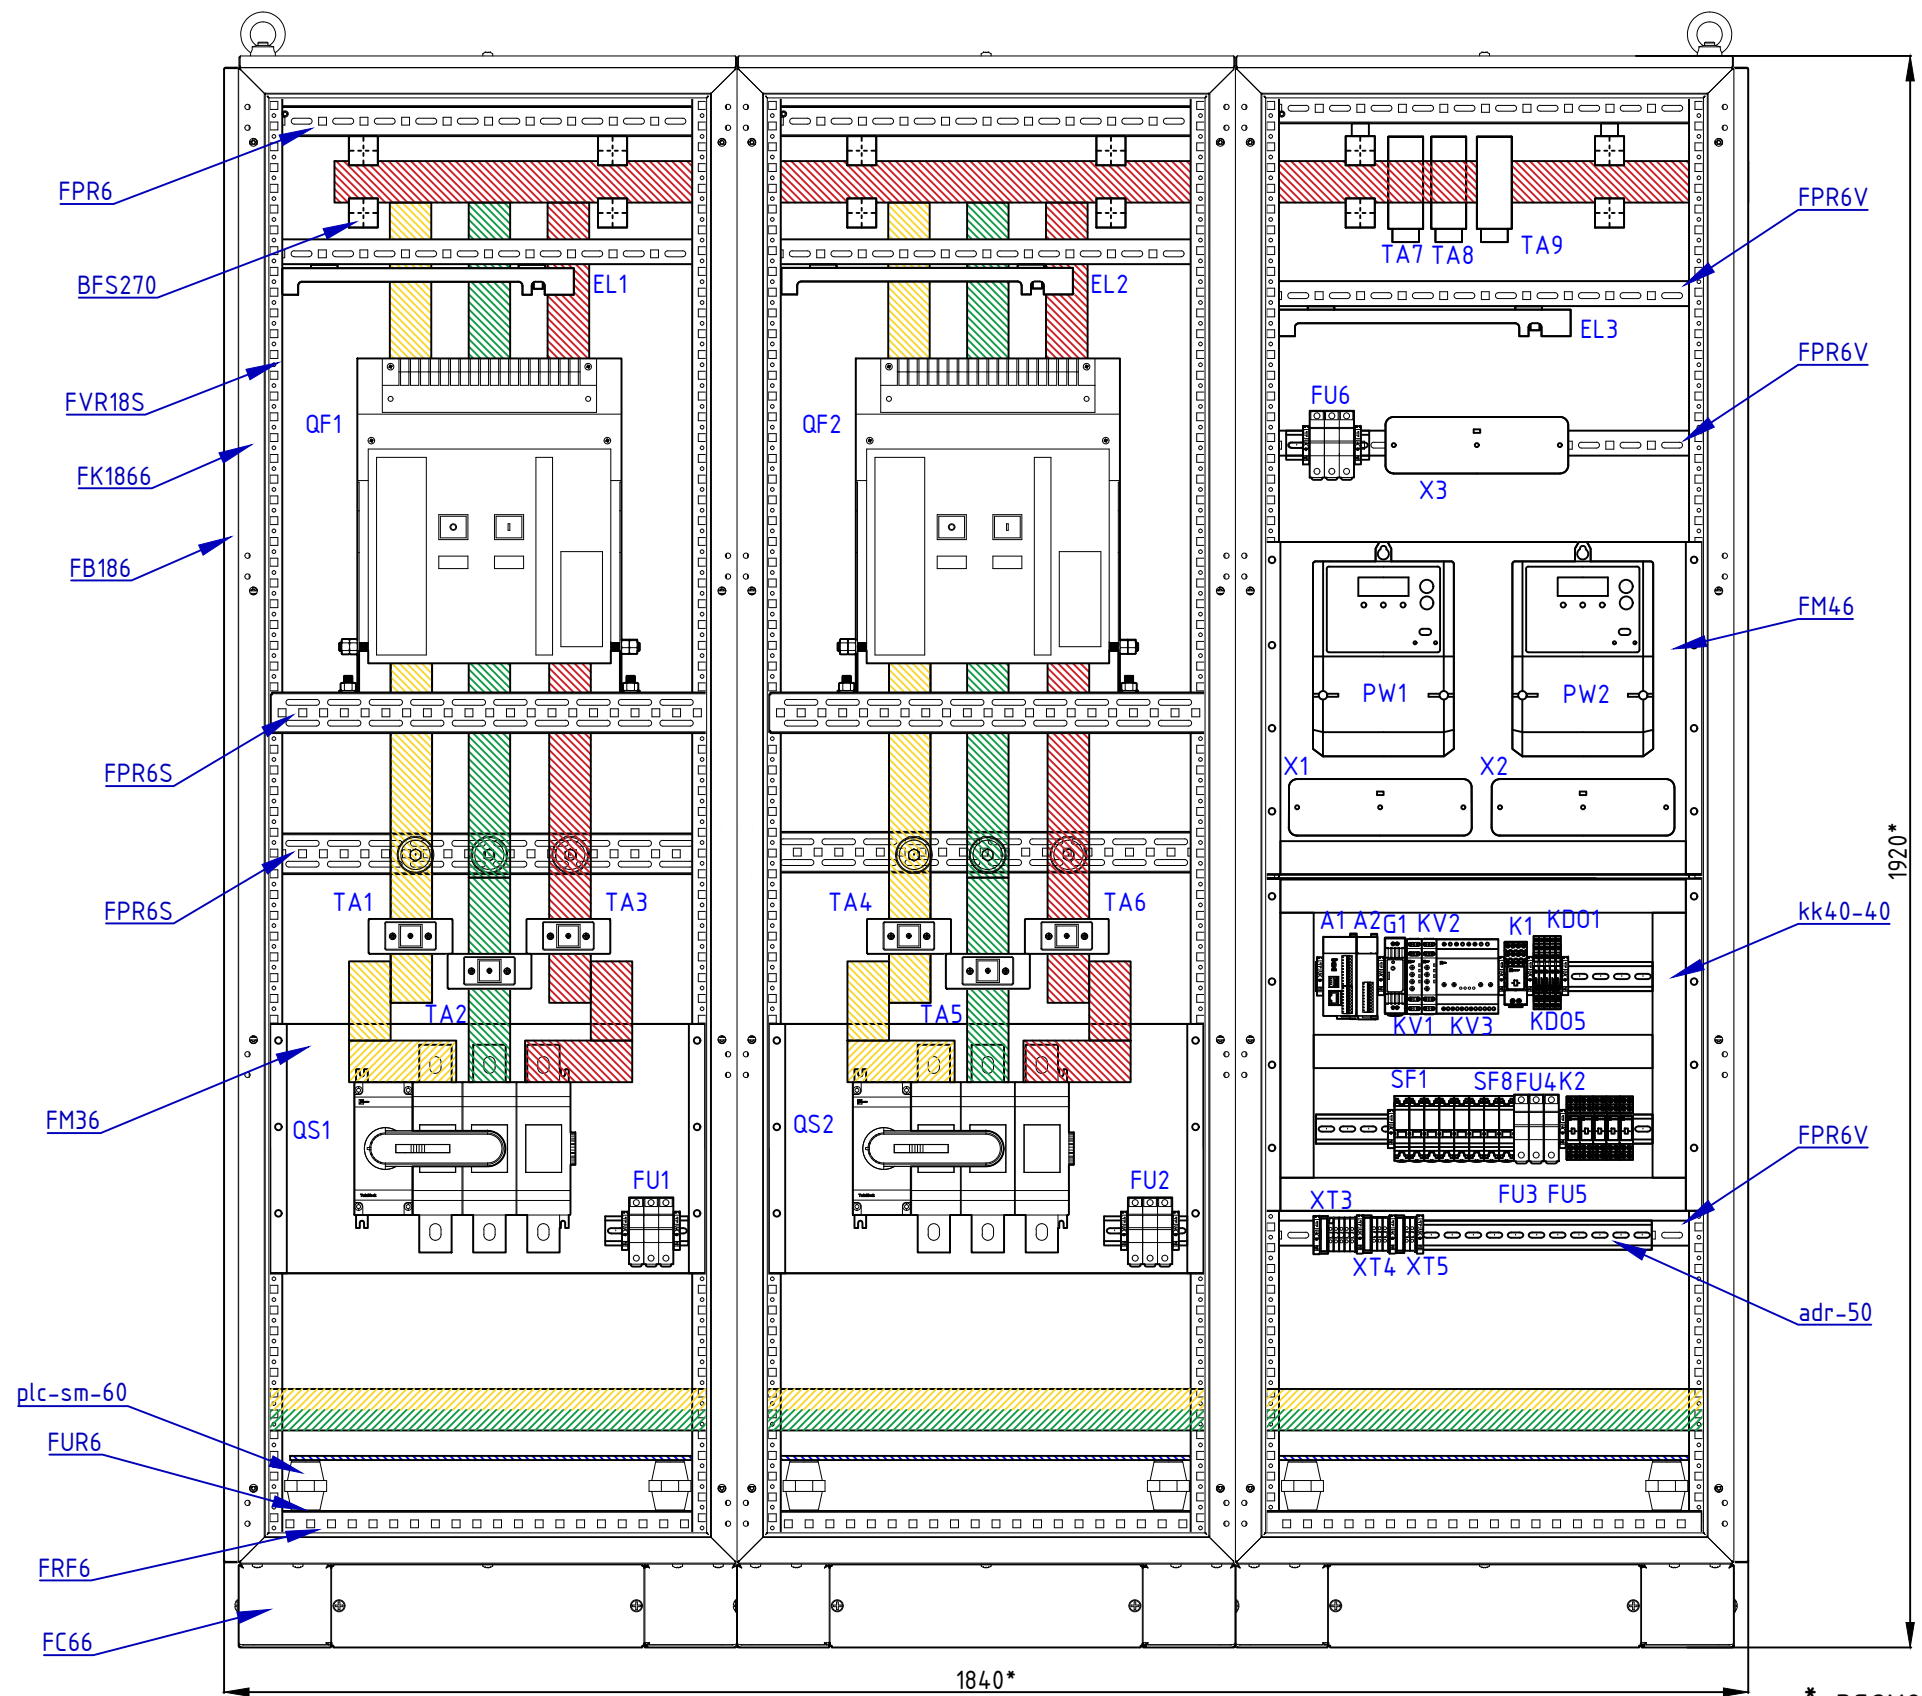 FPR6
FPR6V
TA7
TA8
TA9
BFS270
EL1
EL2
EL3
FPR6V
FVR18S
QF1
QF2
FU6
FK1866
X3
FB186
FM46
PW1
PW2
FPR6S
X1
X2
1920*
FPR6S
TA1
TA3
TA4
TA6
kk40-40
A1
A2
G1
KV2
K1
KDO1
TA2
TA5
KV1
KV3
KDO5
FM36
QS1
QS2
SF1
SF8
FU4
K2
FPR6V
FU1
FU2
XT3
FU3
FU5
XT4
XT5
adr-50
plc-sm-60
FUR6
FRF6
FC66
1840*